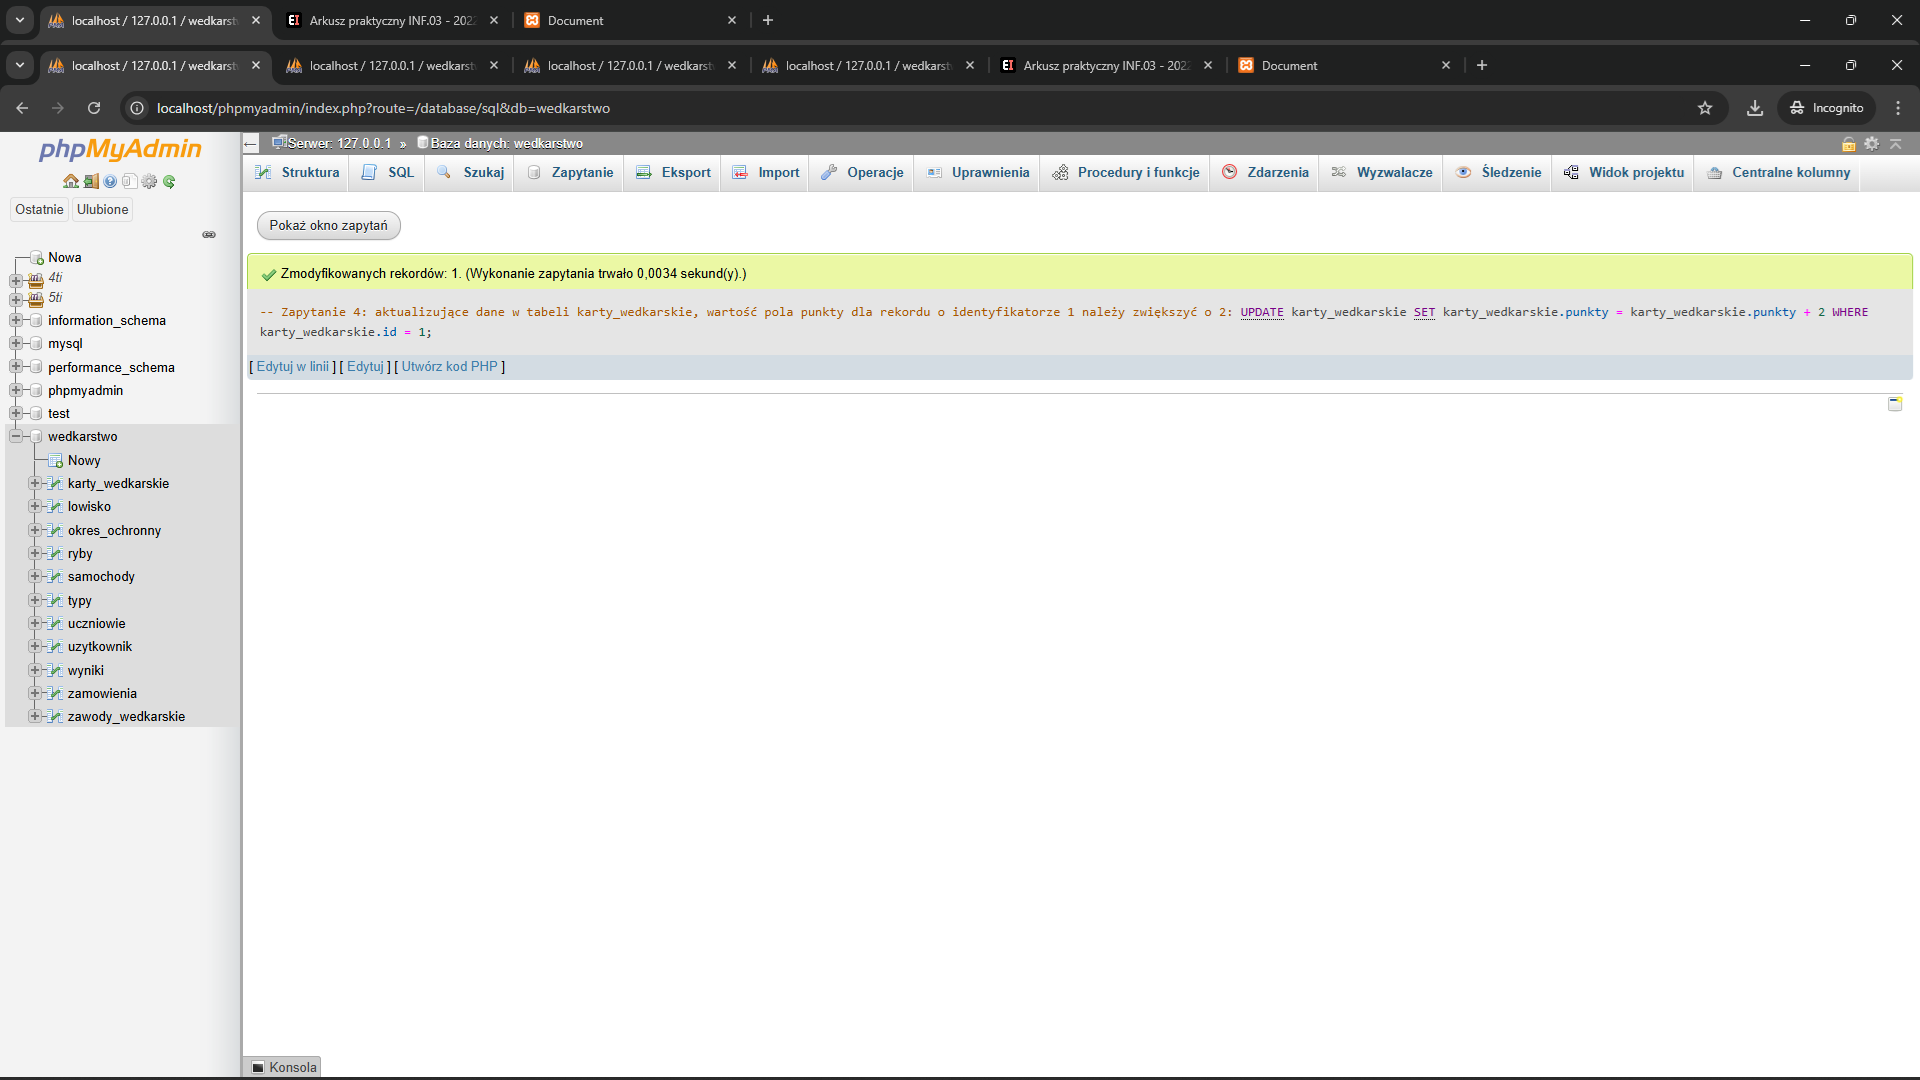 localhost / 127.0.0.1 / wedkarst
Arkusz praktyczny INF.03 - 202
Document
localhost / 127.0.0.1 / wedkarst
localhost / 127.0.0.1 / wedkarst
localhost / 127.0.0.1 / wedkarst
localhost / 127.0.0.1 / wedkarst
Arkusz praktyczny INF.03 - 202
Document
localhost/phpmyadmin/index.php?route=/database/sql&db=wedkarstwo
Incognito
phpMyAdmin
Ostatnie
Ulubione
Nowa
4ti
5ti
information_schema
mysql
performance_schema
phpmyadmin
test
wedkarstwo
Nowy
karty_wedkarskie
lowisko
okres_ochronny
ryby
samochody
typy
uczniowie
uzytkownik
wyniki
zamowienia
zawody_wedkarskie
Serwer: 127.0.0.1 » Baza danych: wedkarstwo
Struktura SQL Szukaj Zapytanie Eksport Import Operacje Uprawnienia Procedury i funkcje Zdarzenia Wyzwalacze Śledzenie Widok projektu Centralne kolumny
Pokaż okno zapytań
Zmodyfikowanych rekordów: 1. (Wykonanie zapytania trwało 0,0034 sekund(y).)
-- Zapytanie 4: aktualizujące dane w tabeli karty_wedkarskie, wartość pola punkty dla rekordu o identyfikatorze 1 należy zwiększyć o 2: UPDATE karty_wedkarskie SET karty_wedkarskie.punkty = karty_wedkarskie.punkty + 2 WHERE
karty_wedkarskie.id = 1;
[ Edytuj w linii ] [ Edytuj ] [ Utwórz kod PHP ]
Konsola